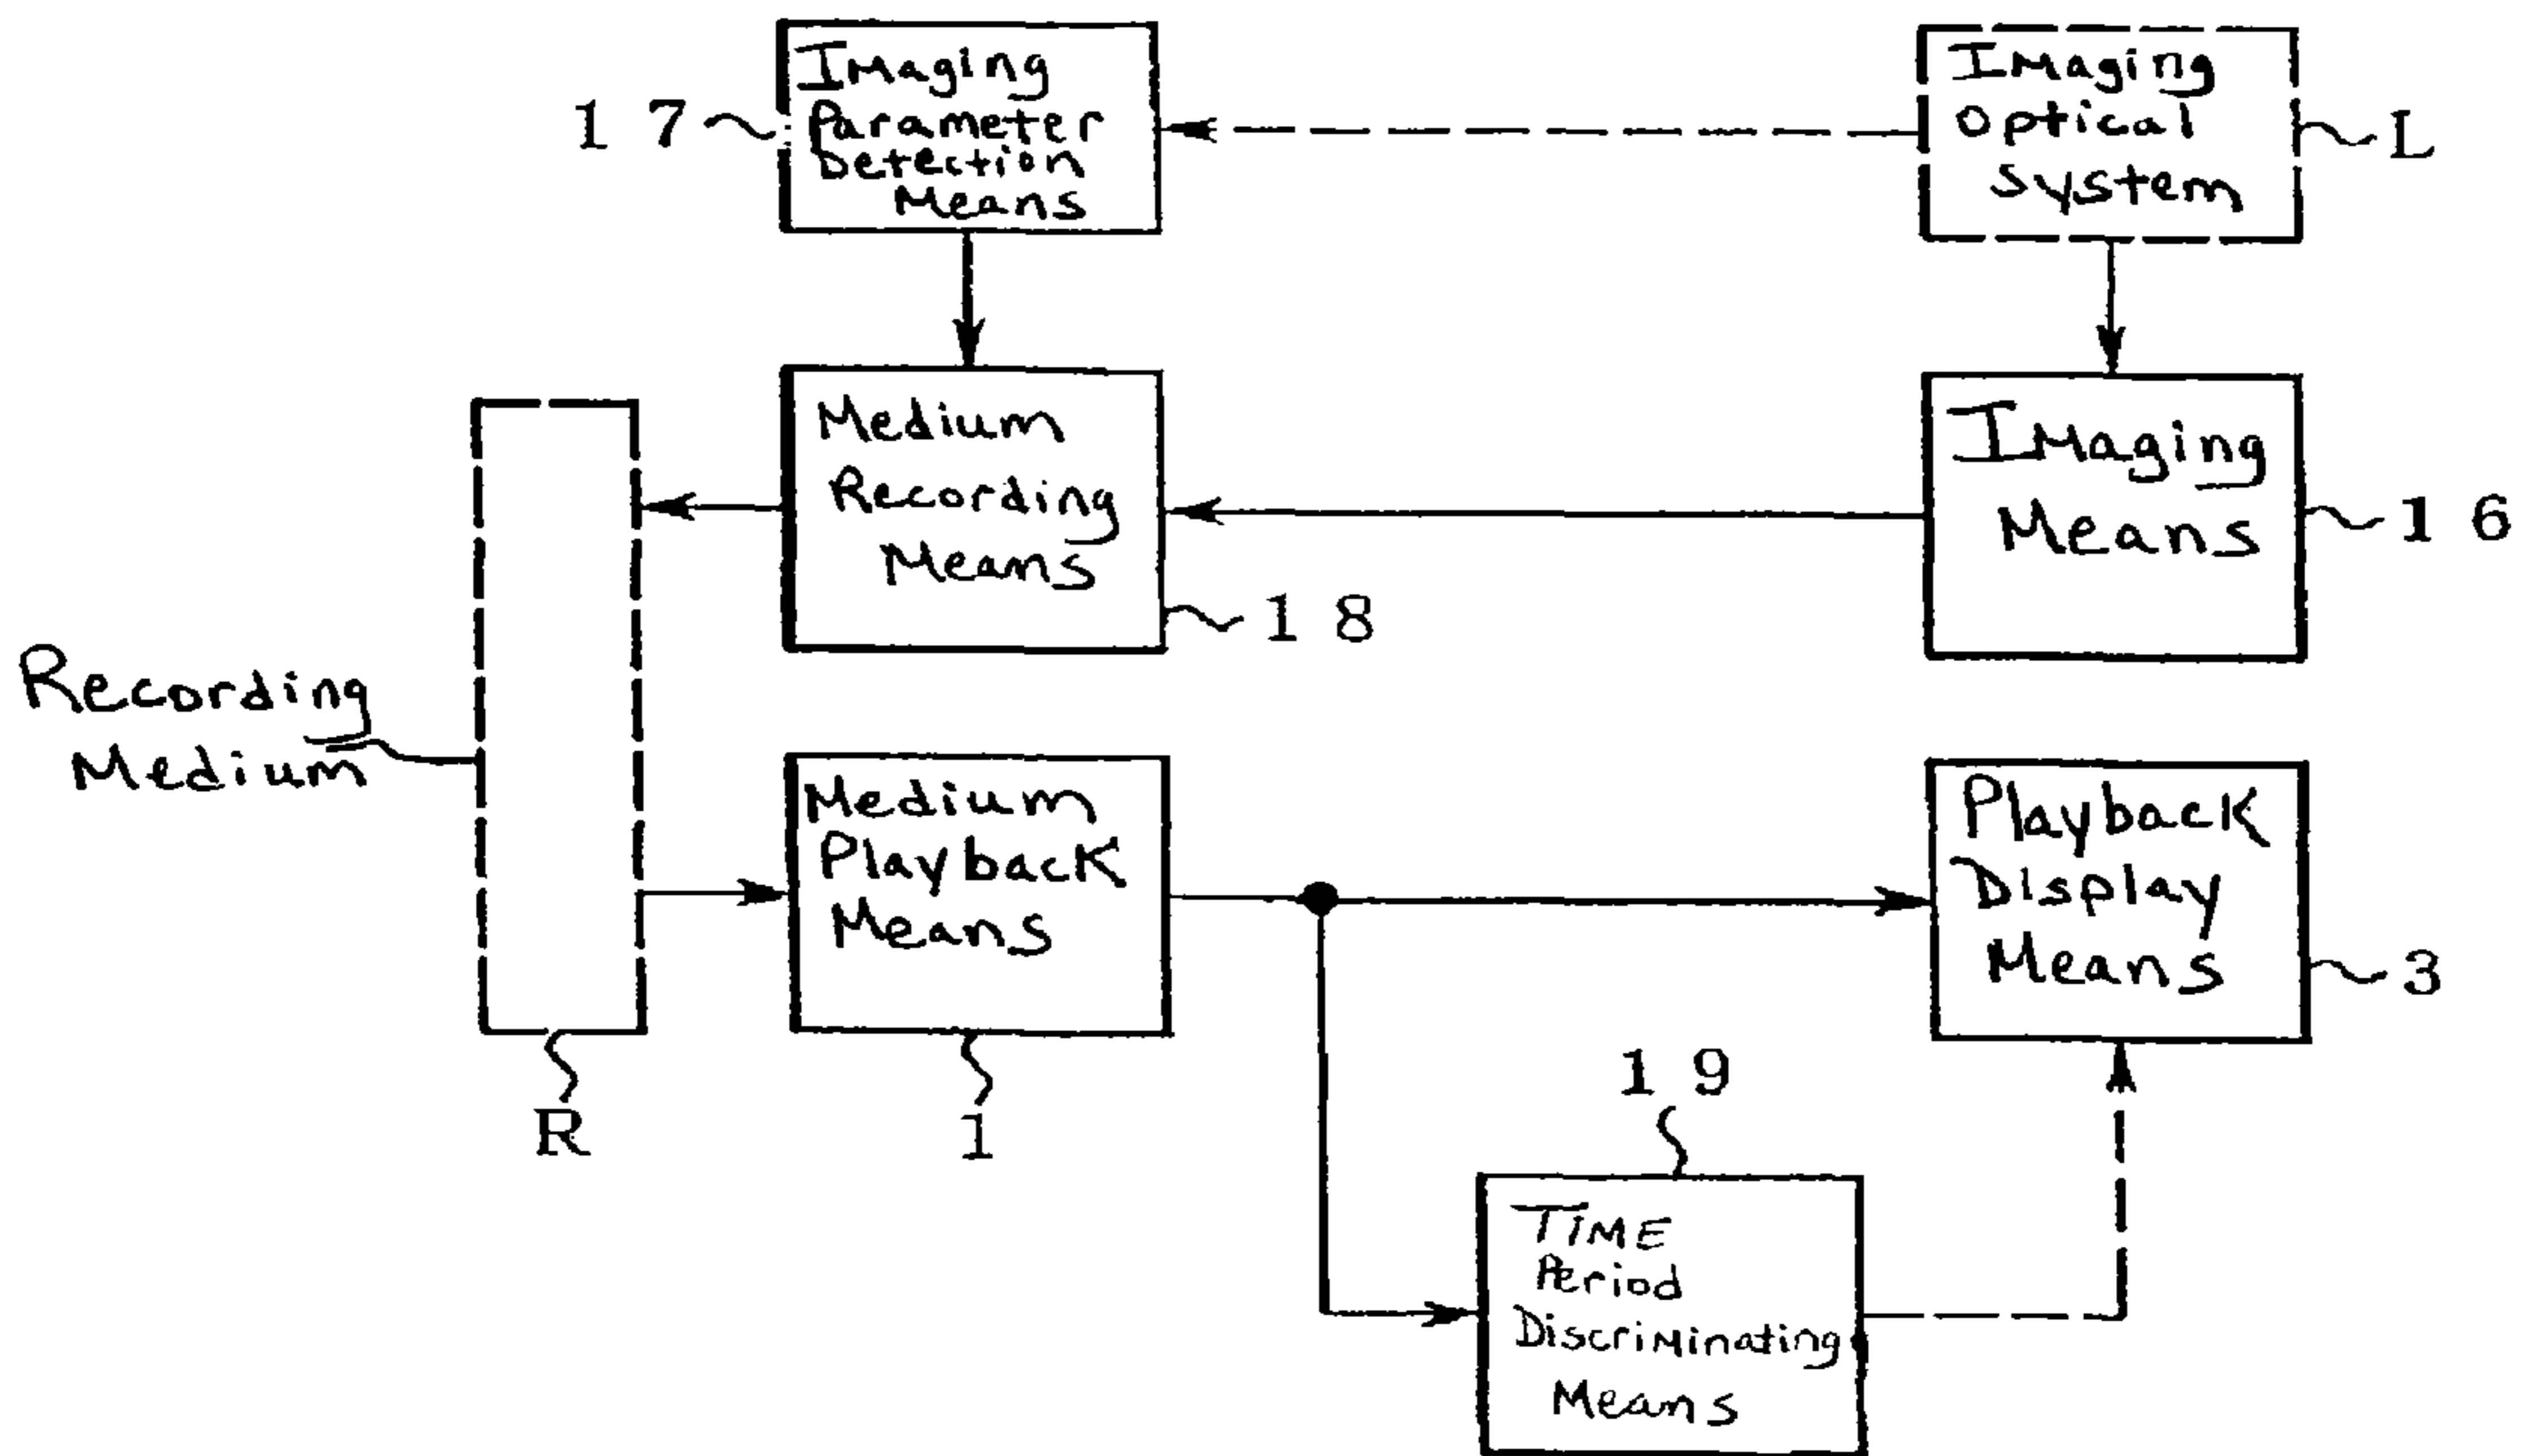 Imaging
Parameter
Detection
Means
17
Imaging
Optical
System
L
Medium
Recording
Means
18
Imaging
Means
16
Recording
Medium
R
Medium
Playback
Means
1
Playback
Display
Means
3
19
TiME
Period
Discriminating
Means